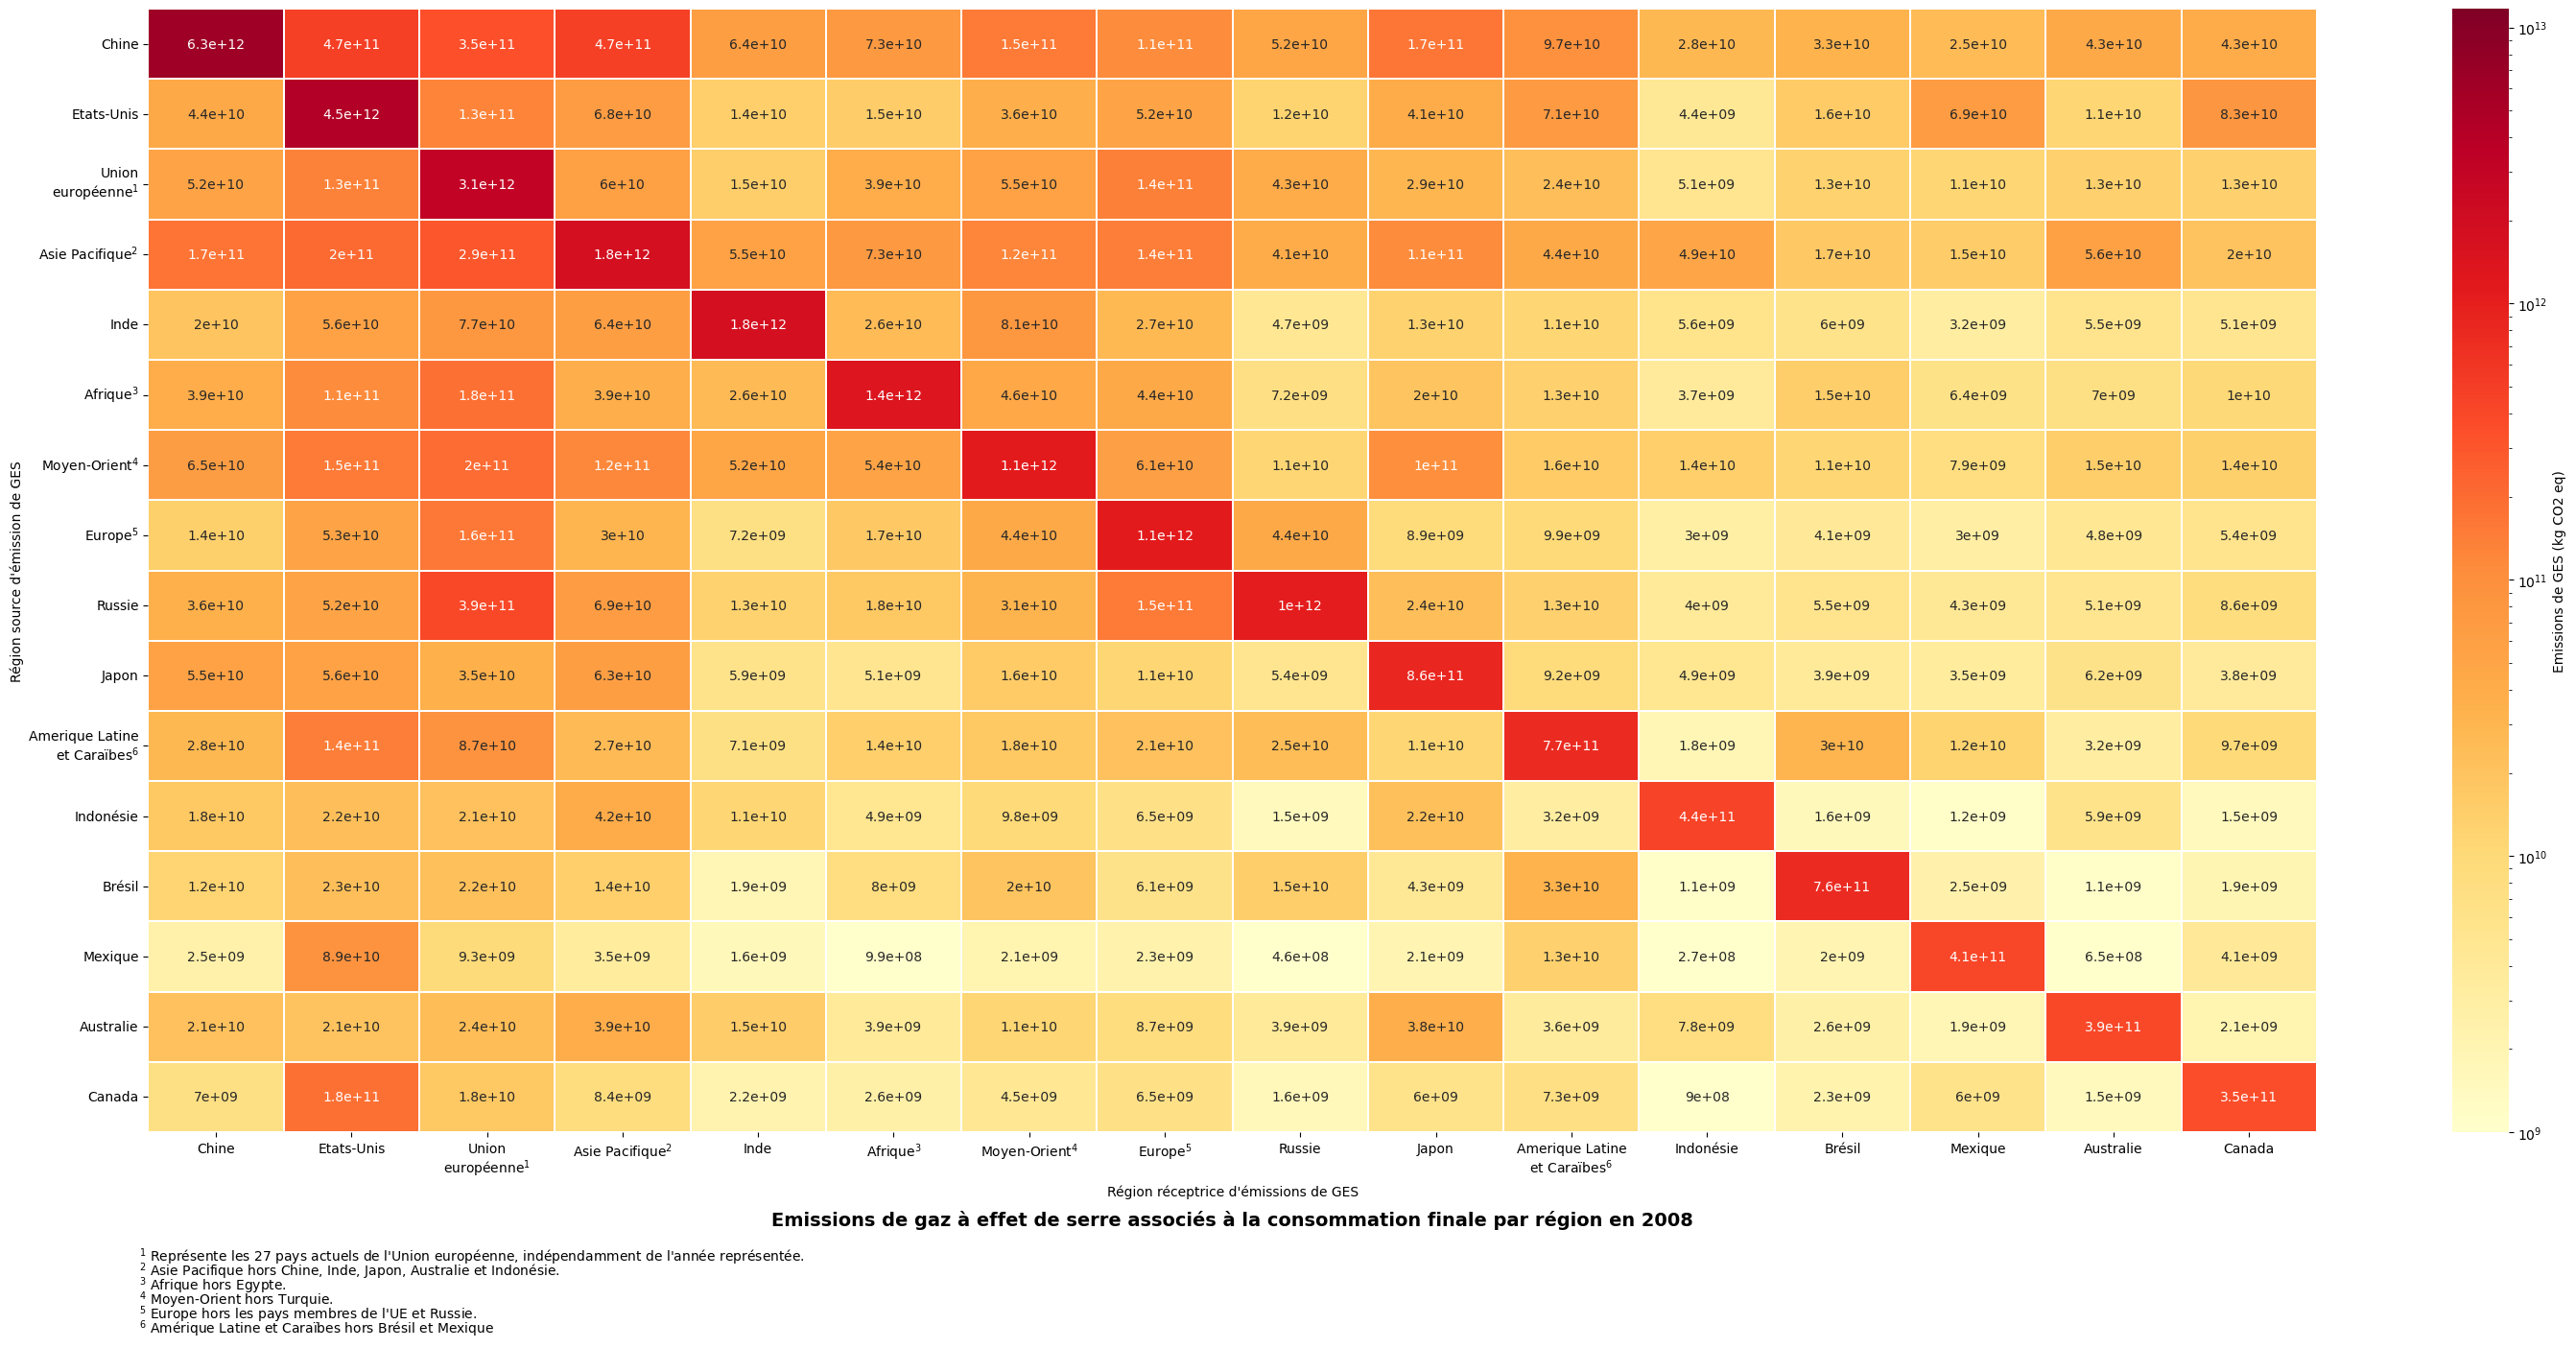 Chine 6.3e+12 4.7e+11 3.5e+11 4.7e+11 6.4e+10 7.3e+10 1.5e+11 1.1e+11 5.2e+10 1.7e+11 9.7e+10 2.8e+10 3.3e+10 2.5e+10 4.3e+10 4.3e+10
Etats-Unis 4.4e+10 4.5e+12 1.3e+11 6.8e+10 1.4e+10 1.5e+10 3.6e+10 5.2e+10 1.2e+10 4.1e+10 7.1e+10 4.4e+09 1.6e+10 6.9e+10 1.1e+10 8.3e+10
Union
européenne¹ 5.2e+10 1.3e+11 3.1e+12 6e+10 1.5e+10 3.9e+10 5.5e+10 1.4e+11 4.3e+10 2.9e+10 2.4e+10 5.1e+09 1.3e+10 1.1e+10 1.3e+10 1.3e+10
Asie Pacifique² 1.7e+11 2e+11 2.9e+11 1.8e+12 5.5e+10 7.3e+10 1.2e+11 1.4e+11 4.1e+10 1.1e+11 4.4e+10 4.9e+10 1.7e+10 1.5e+10 5.6e+10 2e+10
Inde 2e+10 5.6e+10 7.7e+10 6.4e+10 1.8e+12 2.6e+10 8.1e+10 2.7e+10 4.7e+09 1.3e+10 1.1e+10 5.6e+09 6e+09 3.2e+09 5.5e+09 5.1e+09
Afrique³ 3.9e+10 1.1e+11 1.8e+11 3.9e+10 2.6e+10 1.4e+12 4.6e+10 4.4e+10 7.2e+09 2e+10 1.3e+10 3.7e+09 1.5e+10 6.4e+09 7e+09 1e+10
Moyen-Orient⁴ 6.5e+10 1.5e+11 2e+11 1.2e+11 5.2e+10 5.4e+10 1.1e+12 6.1e+10 1.1e+10 1e+11 1.6e+10 1.4e+10 1.1e+10 7.9e+09 1.5e+10 1.4e+10
Europe⁵ 1.4e+10 5.3e+10 1.6e+11 3e+10 7.2e+09 1.7e+10 4.4e+10 1.1e+12 4.4e+10 8.9e+09 9.9e+09 3e+09 4.1e+09 3e+09 4.8e+09 5.4e+09
Russie 3.6e+10 5.2e+10 3.9e+11 6.9e+10 1.3e+10 1.8e+10 3.1e+10 1.5e+11 1e+12 2.4e+10 1.3e+10 4e+09 5.5e+09 4.3e+09 5.1e+09 8.6e+09
Japon 5.5e+10 5.6e+10 3.5e+10 6.3e+10 5.9e+09 5.1e+09 1.6e+10 1.1e+10 5.4e+09 8.6e+11 9.2e+09 4.9e+09 3.9e+09 3.5e+09 6.2e+09 3.8e+09
Amerique Latine
et Caraïbes⁶ 2.8e+10 1.4e+11 8.7e+10 2.7e+10 7.1e+09 1.4e+10 1.8e+10 2.1e+10 2.5e+10 1.1e+10 7.7e+11 1.8e+09 3e+10 1.2e+10 3.2e+09 9.7e+09
Indonésie 1.8e+10 2.2e+10 2.1e+10 4.2e+10 1.1e+10 4.9e+09 9.8e+09 6.5e+09 1.5e+09 2.2e+10 3.2e+09 4.4e+11 1.6e+09 1.2e+09 5.9e+09 1.5e+09
Brésil 1.2e+10 2.3e+10 2.2e+10 1.4e+10 1.9e+09 8e+09 2e+10 6.1e+09 1.5e+10 4.3e+09 3.3e+10 1.1e+09 7.6e+11 2.5e+09 1.1e+09 1.9e+09
Mexique 2.5e+09 8.9e+10 9.3e+09 3.5e+09 1.6e+09 9.9e+08 2.1e+09 2.3e+09 4.6e+08 2.1e+09 1.3e+10 2.7e+08 2e+09 4.1e+11 6.5e+08 4.1e+09
Australie 2.1e+10 2.1e+10 2.4e+10 3.9e+10 1.5e+10 3.9e+09 1.1e+10 8.7e+09 3.9e+09 3.8e+10 3.6e+09 7.8e+09 2.6e+09 1.9e+09 3.9e+11 2.1e+09
Canada 7e+09 1.8e+11 1.8e+10 8.4e+09 2.2e+09 2.6e+09 4.5e+09 6.5e+09 1.6e+09 6e+09 7.3e+09 9e+08 2.3e+09 6e+09 1.5e+09 3.5e+11
Région source d'émission de GES
Chine Etats-Unis Union Asie Pacifique² Inde Afrique³ Moyen-Orient⁴ Europe⁵ Russie Japon Amerique Latine Indonésie Brésil Mexique Australie Canada
européenne¹ et Caraïbes⁶
Région réceptrice d'émissions de GES
10¹³
10¹²
10¹¹
10¹⁰
10⁹
Emissions de GES (kg CO2 eq)
Emissions de gaz à effet de serre associés à la consommation finale par région en 2008
¹ Représente les 27 pays actuels de l'Union européenne, indépendamment de l'année représentée.
² Asie Pacifique hors Chine, Inde, Japon, Australie et Indonésie.
³ Afrique hors Egypte.
⁴ Moyen-Orient hors Turquie.
⁵ Europe hors les pays membres de l'UE et Russie.
⁶ Amérique Latine et Caraïbes hors Brésil et Mexique